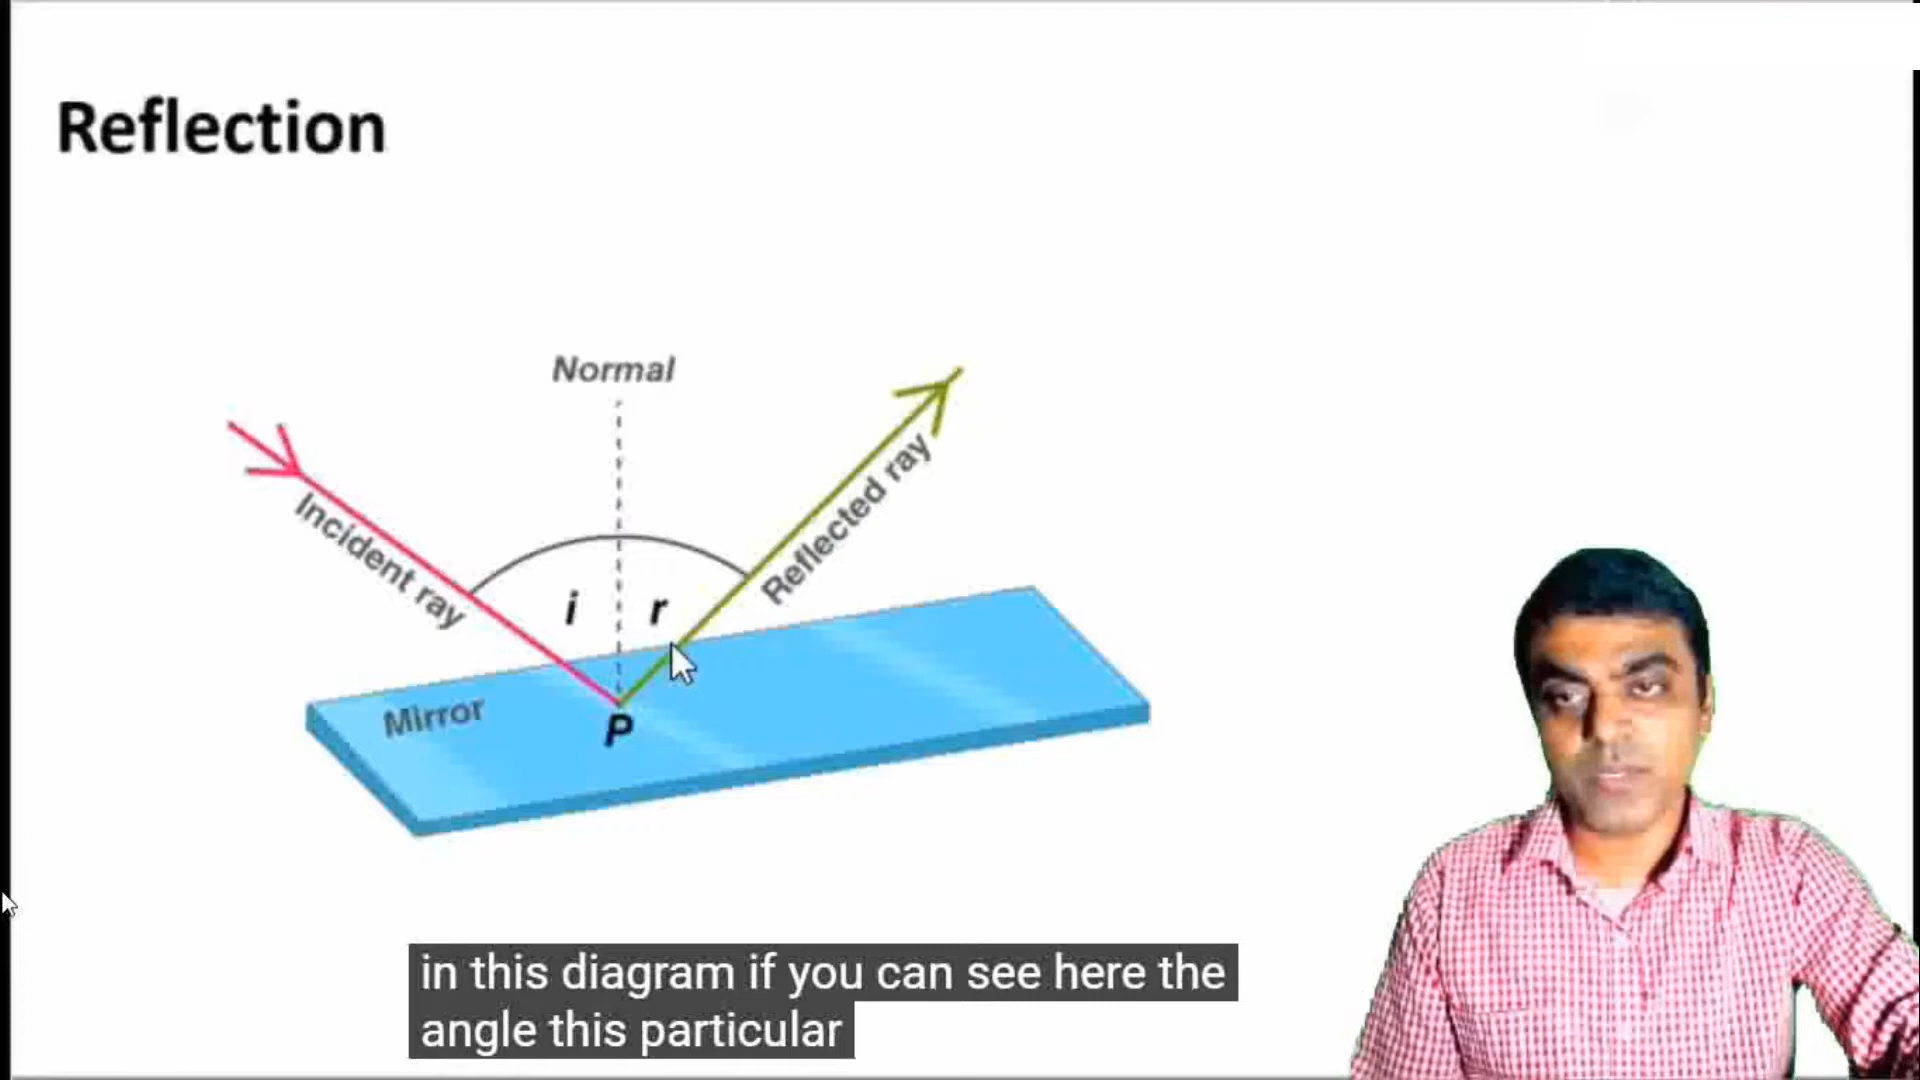 Reflection
Normal
Incident ray
Reflected ray
i
r
Mirror
P
in this diagram if you can see here the
angle this particular